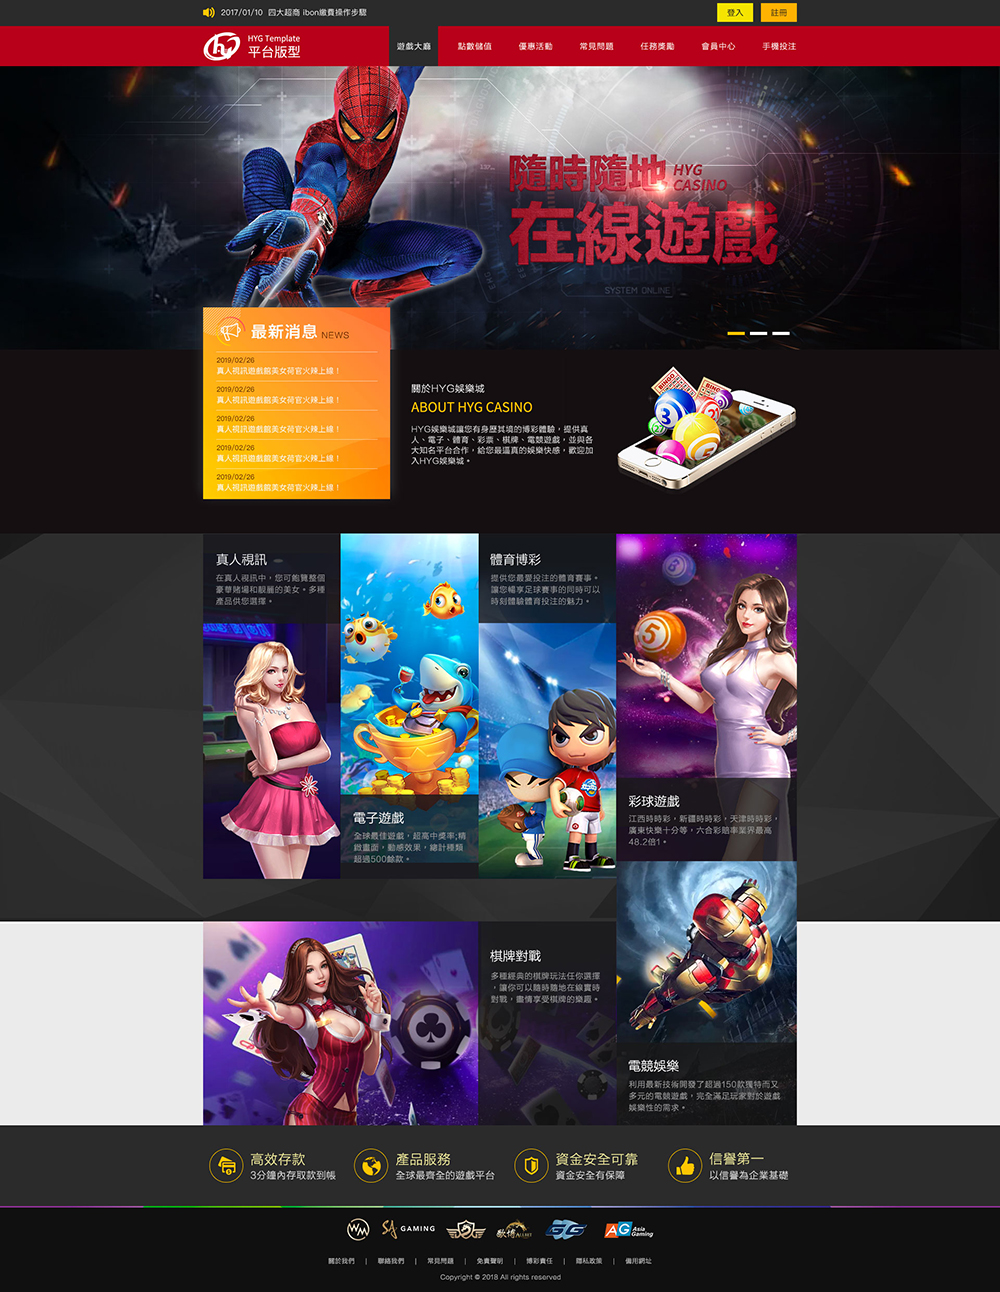 2017/01/10 四大超商 ibon繳費操作步驟
登入
註冊
HYG Template
平台版型
遊戲大廳
點數儲值
優惠活動
常見問題
任務獎勵
會員中心
手機投注
隨時隨地
HYG
CASINO
在線遊戲
SYSTEM ONLINE
最新消息 NEWS
2019/02/26
真人視訊遊戲館美女荷官火辣上線！
2019/02/26
真人視訊遊戲館美女荷官火辣上線！
2019/02/26
真人視訊遊戲館美女荷官火辣上線！
2019/02/26
真人視訊遊戲館美女荷官火辣上線！
2019/02/26
真人視訊遊戲館美女荷官火辣上線！
關於HYG娛樂城
ABOUT HYG CASINO
HYG娛樂城讓您有身歷其境的博彩體驗，提供真
人、電子、體育、彩票、棋牌、電競遊戲，並與各
大知名平台合作，給您最逼真的娛樂快感，歡迎加
入HYG娛樂城。
BINGO
真人視訊
在真人視訊中，您可飽覽整個
豪華賭場和靚麗的美女。多種
產品供您選擇。
體育博彩
提供您最愛投注的體育賽事。
讓您暢享足球賽事的同時可以
時刻體驗體育投注的魅力。
8
5
電子遊戲
全球最佳遊戲，超高中獎率;精
緻畫面，動感效果，總計種類
超過500餘款。
彩球遊戲
江西時時彩，新疆時時彩，天津時時彩，
廣東快樂十分等，六合彩賠率業界最高
48.2倍1。
棋牌對戰
多種經典的棋牌玩法任你選擇
，讓你可以隨時隨地在線實時
對戰，盡情享受棋牌的樂趣。
電競娛樂
利用最新技術開發了超過150款獨特而又
多元的電競遊戲，完全滿足玩家對於遊戲
娛樂性的需求。
高效存款
3分鐘內存取款到帳
產品服務
全球最齊全的遊戲平台
資金安全可靠
資金安全有保障
信譽第一
以信譽為企業基礎
WM
SA GAMING
歐博ALLBET
AG Asia
Gaming
關於我們 | 聯絡我們 | 常見問題 | 免責聲明 | 博彩責任 | 隱私政策 | 備用網址
Copyright © 2018 All rights reserved